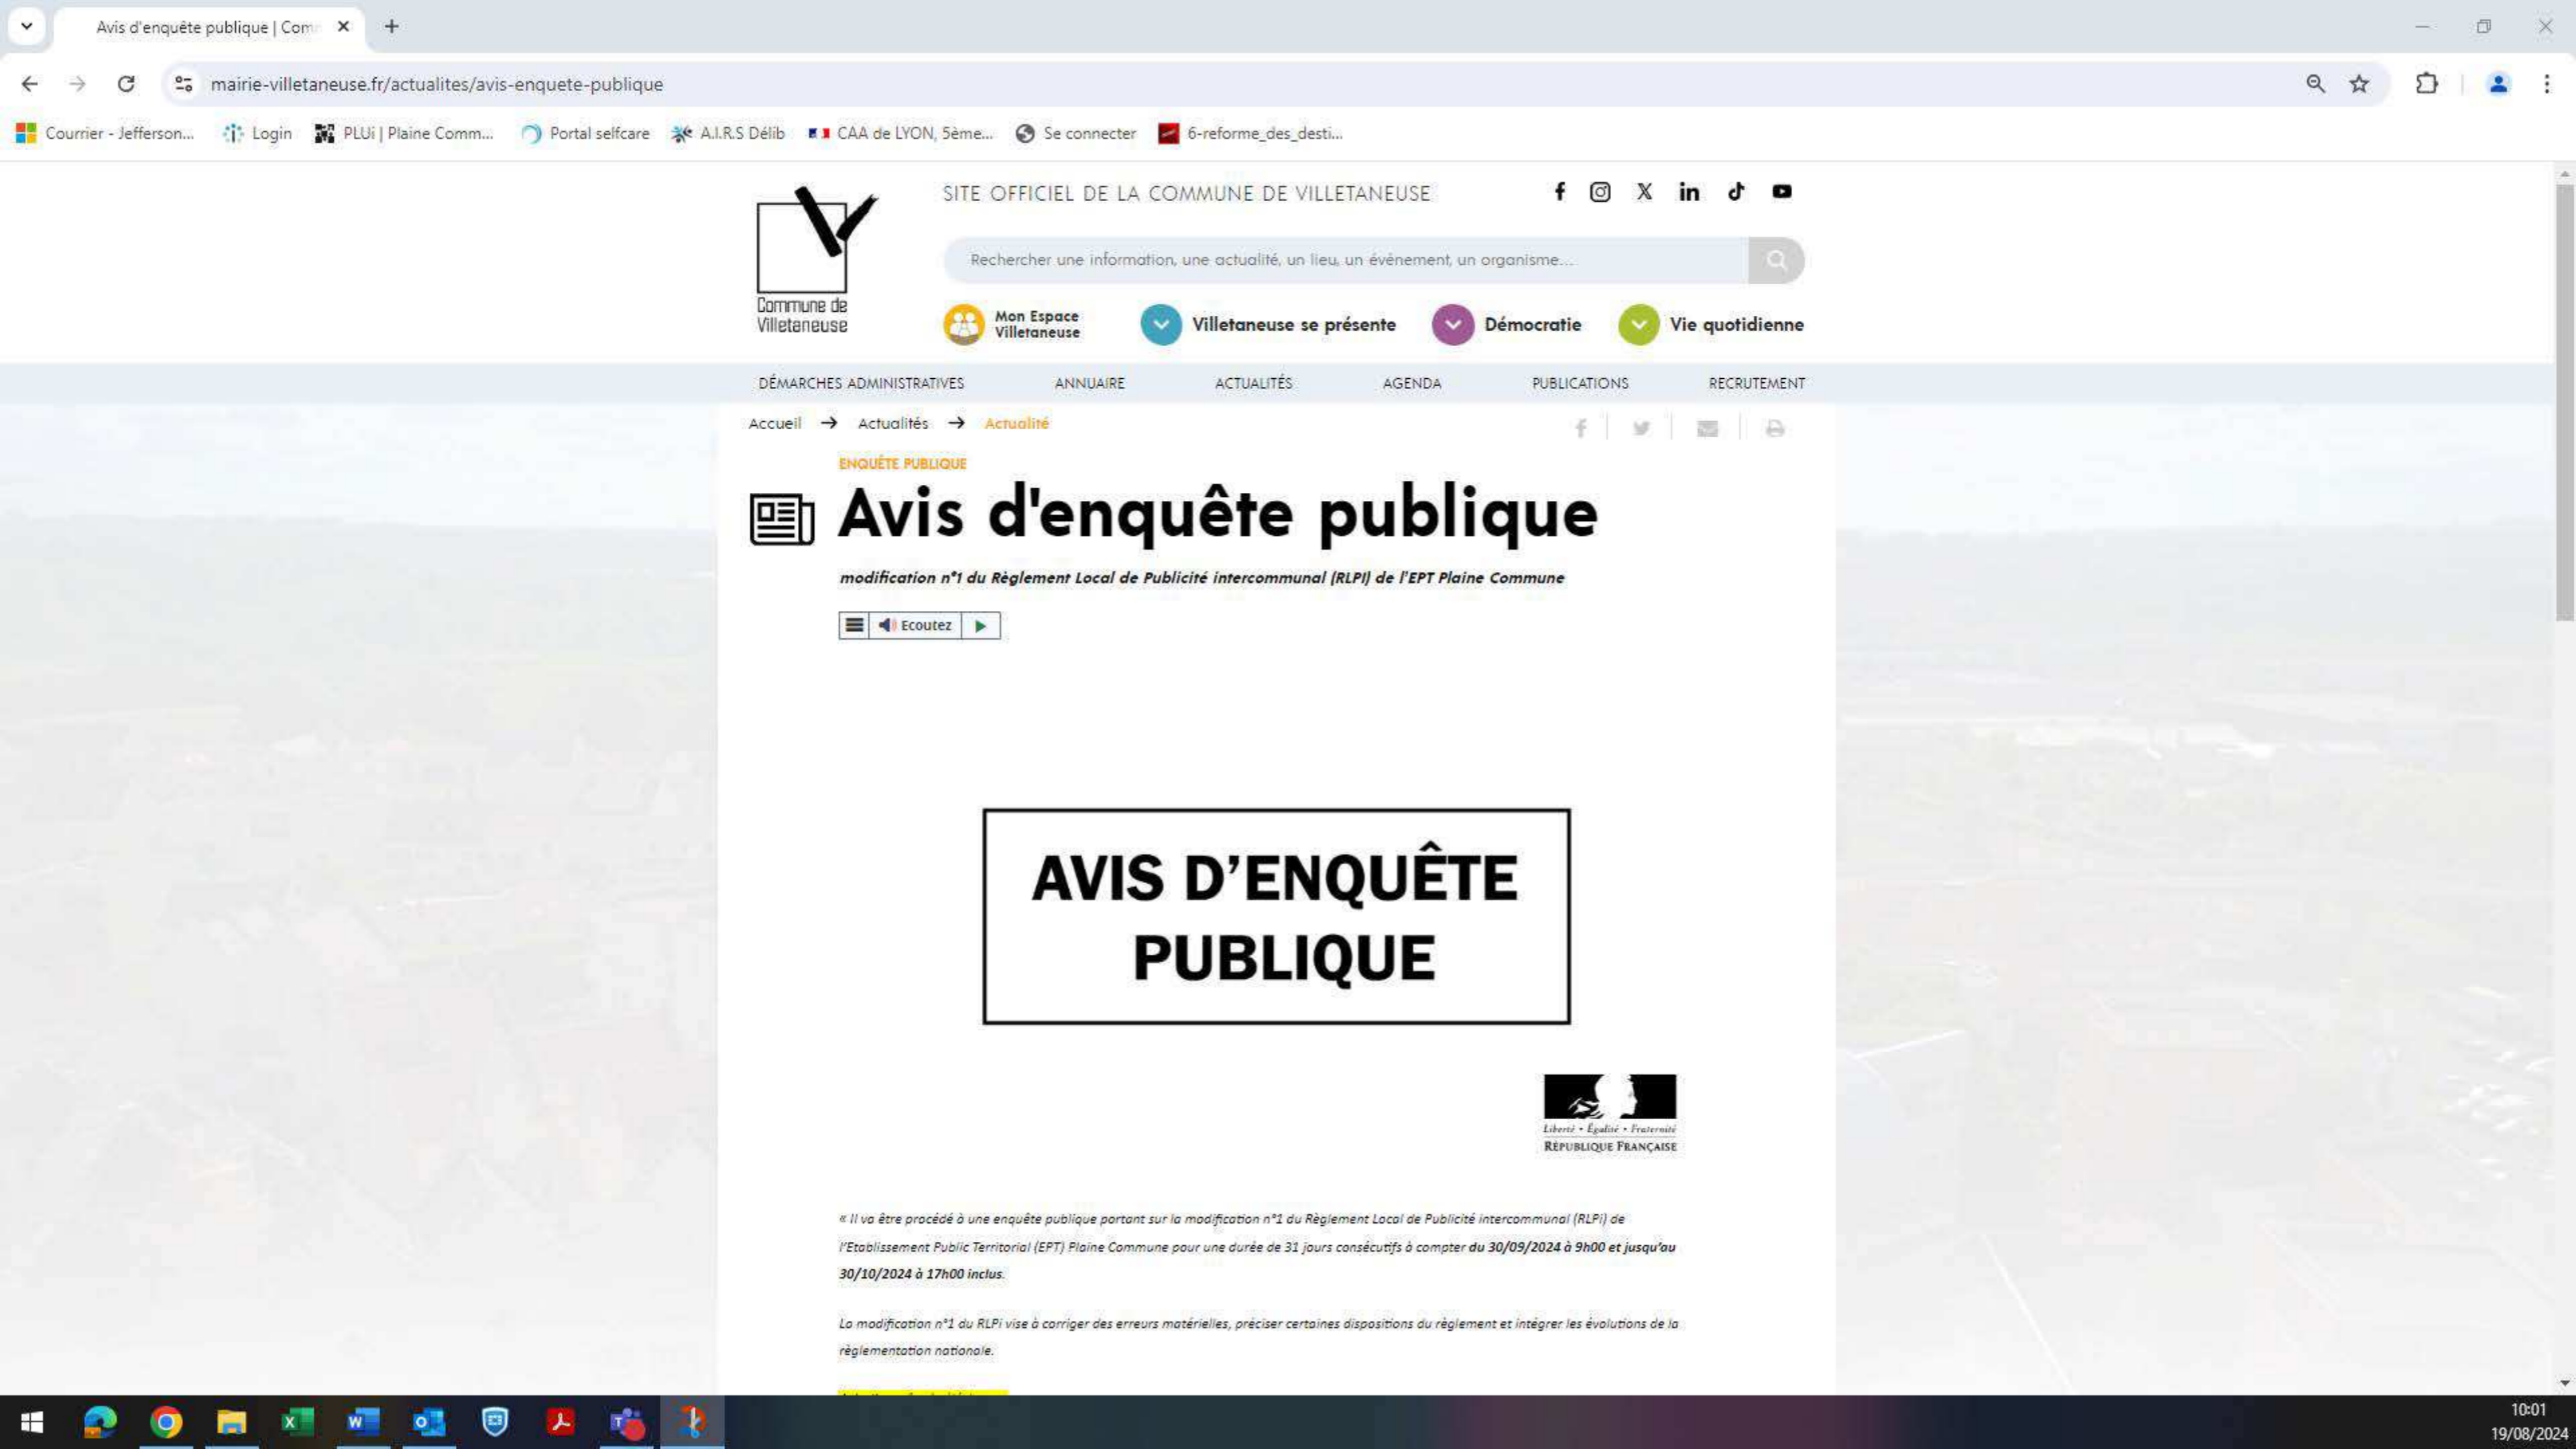 Avis d'enquête publique | Com
mairie-villetaneuse.fr/actualites/avis-enquete-publique
Courrier - Jefferson... Login PLUi | Plaine Comm... Portal selfcare A.I.R.S Délib CAA de LYON, 5ème... Se connecter 6-reforme_des_desti...
SITE OFFICIEL DE LA COMMUNE DE VILLETANEUSE
Rechercher une information, une actualité, un lieu, un évènement, un organisme...
Commune de
Villetaneuse
Mon Espace
Villetaneuse
Villetaneuse se présente Démocratie Vie quotidienne
DÉMARCHES ADMINISTRATIVES ANNUAIRE ACTUALITÉS AGENDA PUBLICATIONS RECRUTEMENT
Accueil → Actualités → Actualité
ENQUÊTE PUBLIQUE
Avis d'enquête publique
modification n°1 du Règlement Local de Publicité intercommunal (RLPI) de l'EPT Plaine Commune
Ecoutez
AVIS D'ENQUÊTE
PUBLIQUE
Liberté • Égalité • Fraternité
RÉPUBLIQUE FRANÇAISE
« Il va être procédé à une enquête publique portant sur la modification n°1 du Règlement Local de Publicité intercommunal (RLPi) de
l'Etablissement Public Territorial (EPT) Plaine Commune pour une durée de 31 jours consécutifs à compter du 30/09/2024 à 9h00 et jusqu'au
30/10/2024 à 17h00 inclus.
La modification n°1 du RLPi vise à corriger des erreurs matérielles, préciser certaines dispositions du règlement et intégrer les évolutions de la
règlementation nationale.
10:01
19/08/2024